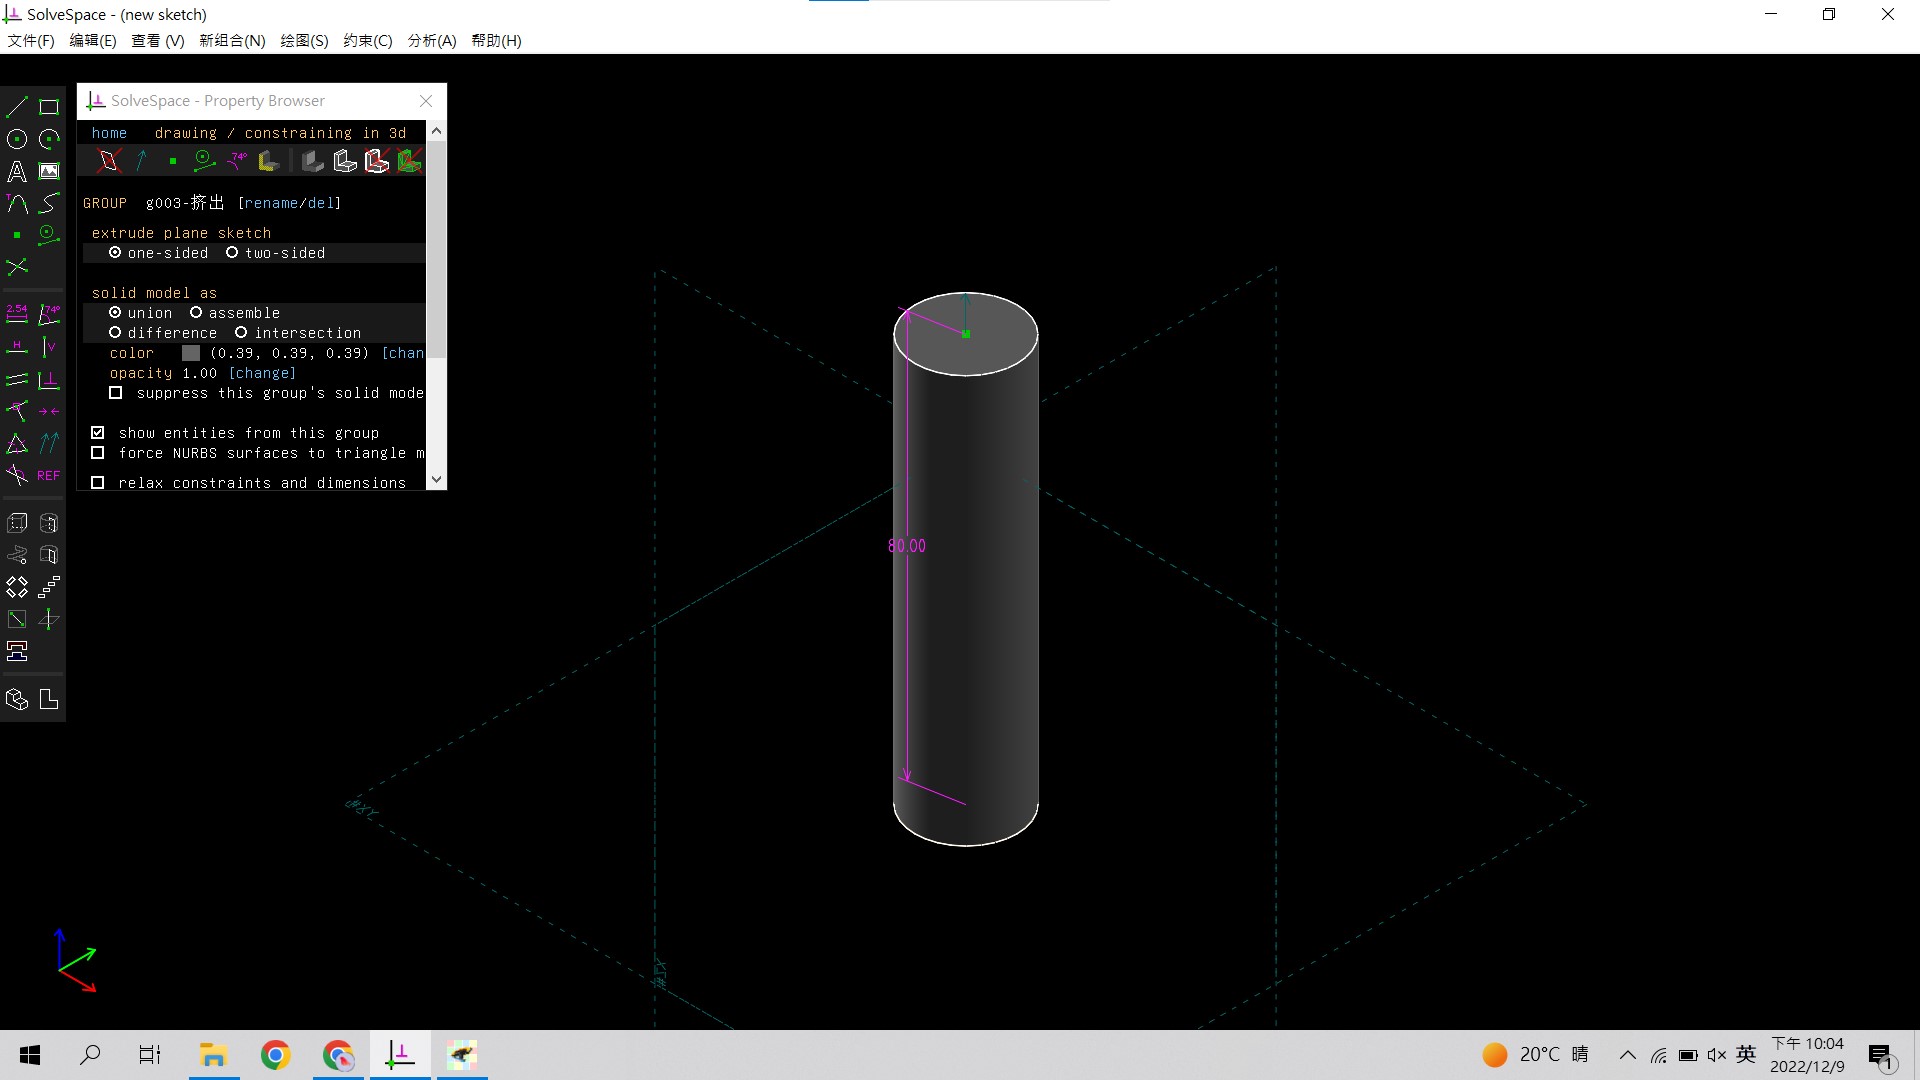 SolveSpace - (new sketch)
文件(F) 编辑(E) 查看 (V) 新组合(N) 绘图(S) 约束(C) 分析(A) 帮助(H)
SolveSpace - Property Browser
home drawing / constraining in 3d
74°
GROUP g003-挤出 [rename/del]
extrude plane sketch
one-sided two-sided
solid model as
union assemble
difference intersection
color (0.39, 0.39, 0.39) [chan
opacity 1.00 [change]
suppress this group's solid mode
show entities from this group
force NURBS surfaces to triangle m
relax constraints and dimensions
A
T
2.54 74°
H V
REF
80.00
#XY
20°C 晴
英
下午 10:04
2022/12/9
1